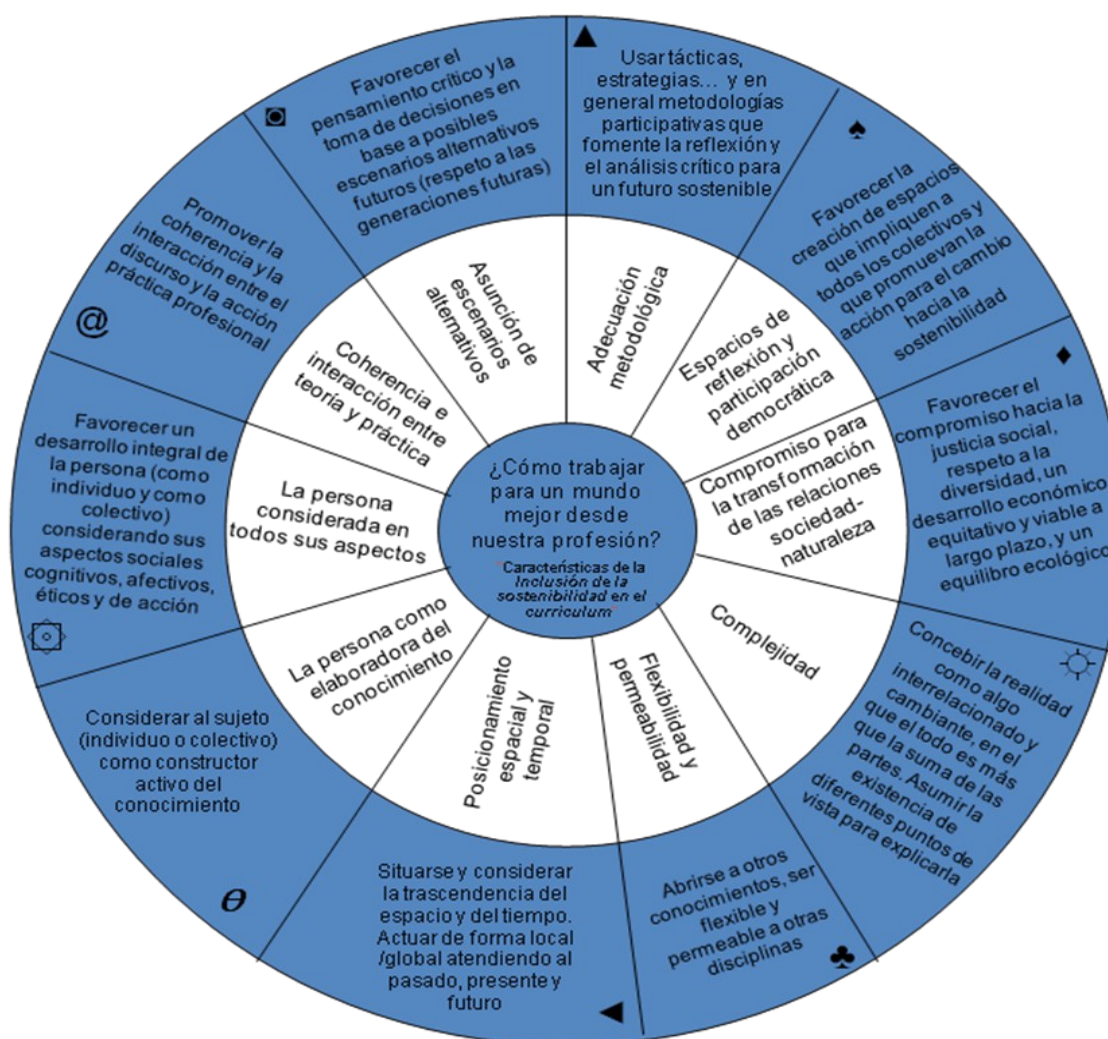 ¿Cómo trabajar
para un mundo
mejor desde
nuestra profesión?
"Características de la
Inclusión de la
sostenibilidad en el
curriculum"
Adecuación
metodológica
▲
Usar tácticas,
estrategias... y en
general metodologías
participativas que
fomente la reflexión y
el análisis crítico para
un futuro sostenible
Espacios de
reflexión y
participación
democrática
♠
Favorecer la
creación de espacios
que impliquen a
todos los colectivos y
que promuevan la
acción para el cambio
hacia la
sostenibilidad
Compromiso para
la transformación
de las relaciones
sociedad-
naturaleza
♦
Favorecer el
compromiso hacia la
justicia social,
respeto a la
diversidad, un
desarrollo económico
equitativo y viable a
largo plazo, y un
equilibro ecológico
Complejidad
Concebir la realidad
como algo
interrelacionado y
cambiante, en el
que el todo es más
que la suma de las
partes. Asumir la
existencia de
diferentes puntos de
vista para explicarla
Flexibilidad y
permeabilidad
Abrirse a otros
conocimientos, ser
flexible y
permeable a otras
disciplinas
♣
Posicionamiento
espacial y
temporal
Situarse y considerar
la trascendencia del
espacio y del tiempo.
Actuar de forma local
/global atendiendo al
pasado, presente y
futuro
◄
La persona como
elaboradora del
conocimiento
Considerar al sujeto
(individuo o colectivo)
como constructor
activo del
conocimiento
ө
La persona
considerada en
todos sus aspectos
Favorecer un
desarrollo integral de
la persona (como
individuo y como
colectivo)
considerando sus
aspectos sociales
cognitivos, afectivos,
éticos y de acción
Coherencia e
interacción entre
teoría y práctica
Promover la
coherencia y la
interacción entre el
discurso y la acción
práctica profesional
@
Asunción de
escenarios
alternativos
Favorecer el
pensamiento crítico y la
toma de decisiones en
base a posibles
escenarios alternativos
futuros (respeto a las
generaciones futuras)